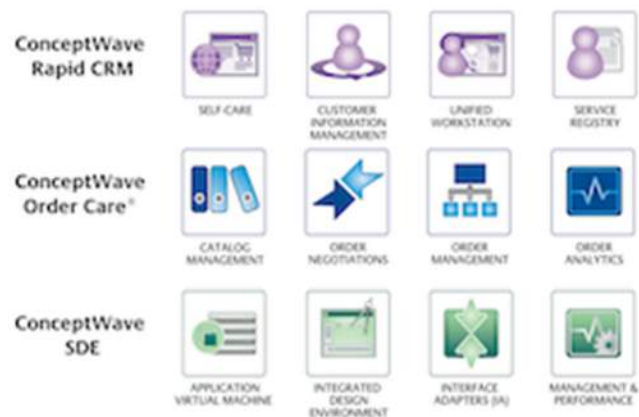 ConceptWave
Rapid CRM
SELF-CARE
CUSTOMER
INFORMATION
MANAGEMENT
UNIFIED
WORKSTATION
SERVICE
REGISTRY
ConceptWave
Order Care®
CATALOG
MANAGEMENT
ORDER
NEGOTIATIONS
ORDER
MANAGEMENT
ORDER
ANALYTICS
ConceptWave
SDE
APPLICATION
VIRTUAL MACHINE
INTEGRATED
DESIGN
ENVIRONMENT
INTERFACE
ADAPTERS (IA)
MANAGEMENT &
PERFORMANCE